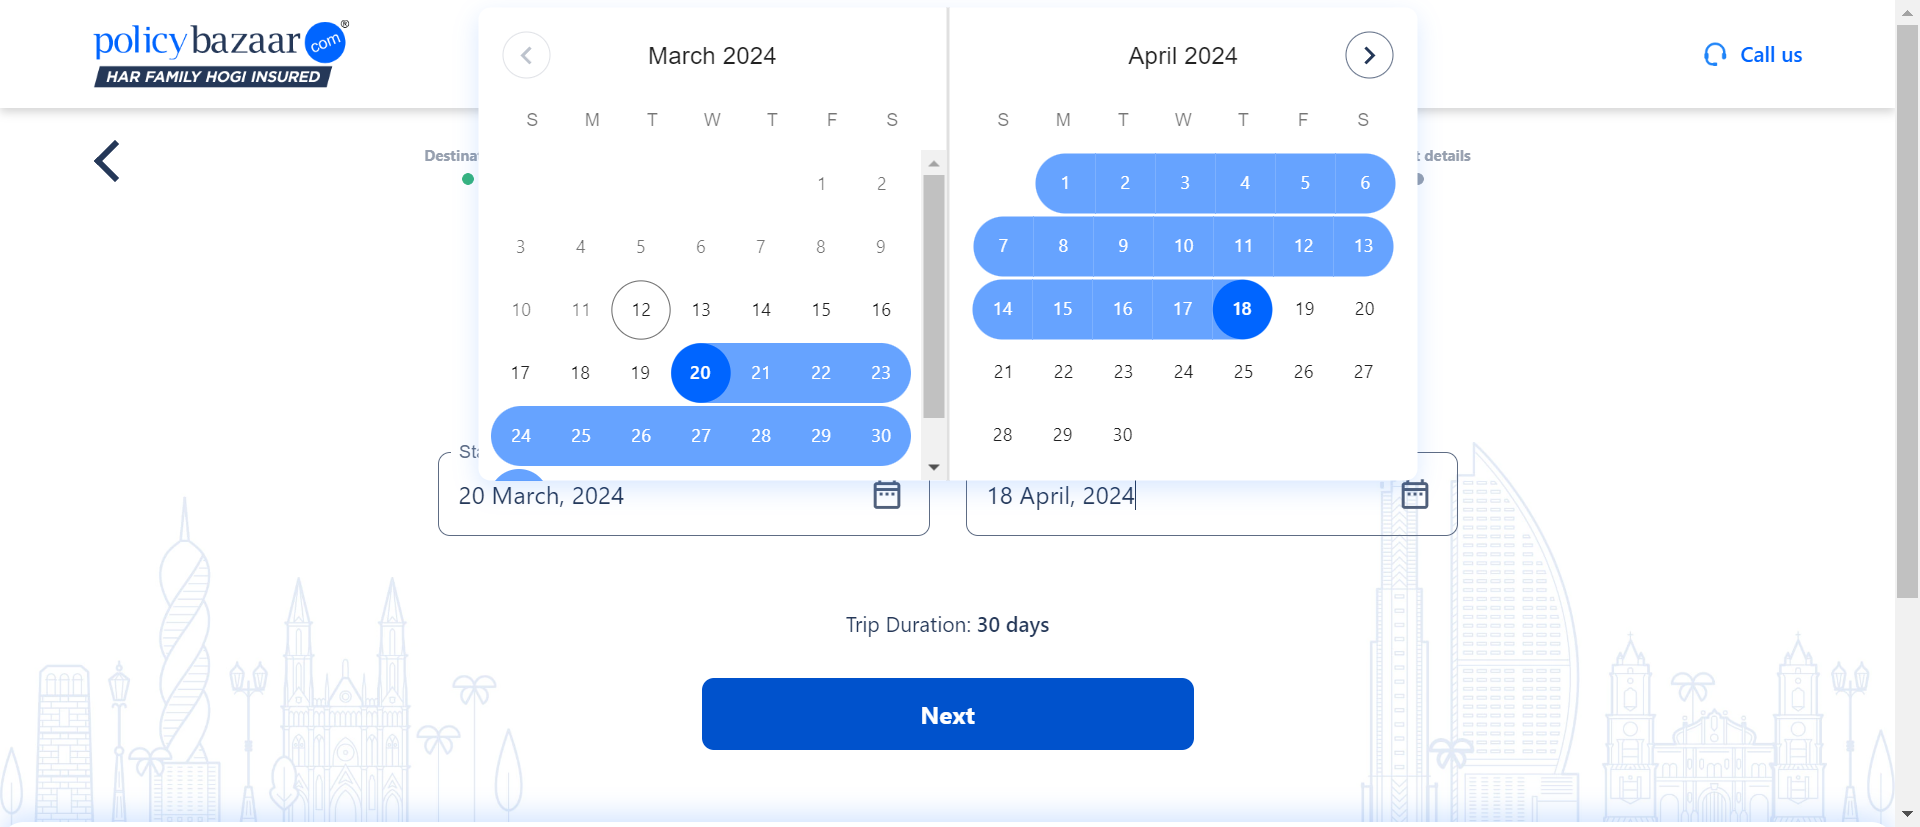 policybazaar com ®
HAR FAMILY HOGI INSURED
Call us
Destina
t details
March 2024
S M T W T F S
1 2
3 4 5 6 7 8 9
10 11 12 13 14 15 16
17 18 19 20 21 22 23
24 25 26 27 28 29 30
April 2024
S M T W T F S
1 2 3 4 5 6
7 8 9 10 11 12 13
14 15 16 17 18 19 20
21 22 23 24 25 26 27
28 29 30
Sta
20 March, 2024
18 April, 2024
Trip Duration: 30 days
Next